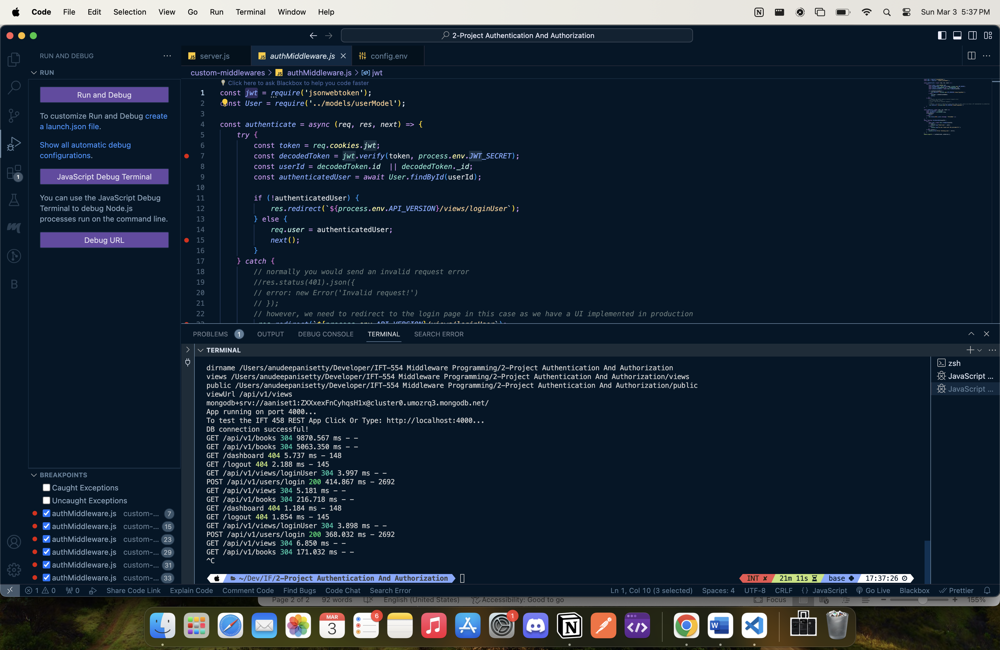 Code File Edit Selection View Go Run Terminal Window Help
Sun Mar 3 5:37 PM
2-Project Authentication And Authorization
RUN AND DEBUG
RUN
Run and Debug
To customize Run and Debug create
a launch.json file.
Show all automatic debug
configurations.
JavaScript Debug Terminal
You can use the JavaScript Debug
Terminal to debug Node.js
processes run on the command line.
Debug URL
1
B
BREAKPOINTS
Caught Exceptions
Uncaught Exceptions
authMiddleware.js custom-... 7
authMiddleware.js custom-... 15
authMiddleware.js custom-... 23
authMiddleware.js custom-... 29
authMiddleware.js custom-... 31
authMiddleware.js custom-... 33
JS server.js JS authMiddleware.js config.env
custom-middlewares > JS authMiddleware.js > jwt
Click here to ask Blackbox to help you code faster
1 const jwt = require('jsonwebtoken');
2 const User = require('../models/userModel');
3
4 const authenticate = async (req, res, next) => {
5 try {
6 const token = req.cookies.jwt;
7 const decodedToken = jwt.verify(token, process.env.JWT_SECRET);
8 const userId = decodedToken.id || decodedToken._id;
9 const authenticatedUser = await User.findById(userId);
10
11 if (!authenticatedUser) {
12 res.redirect(`${process.env.API_VERSION}/views/loginUser`);
13 } else {
14 req.user = authenticatedUser;
15 next();
16 }
17 } catch {
18 // normally you would send an invalid request error
19 //res.status(401).json({
20 // error: new Error('Invalid request!')
21 // });
22 // however, we need to redirect to the login page in this case as we have a UI implemented in production
23 res.redirect(`${process.env.API_VERSION}/views/loginUser`);
PROBLEMS 1 OUTPUT DEBUG CONSOLE TERMINAL SEARCH ERROR
TERMINAL
dirname /Users/anudeepanisetty/Developer/IFT-554 Middleware Programming/2-Project Authentication And Authorization
views /Users/anudeepanisetty/Developer/IFT-554 Middleware Programming/2-Project Authentication And Authorization/views
public /Users/anudeepanisetty/Developer/IFT-554 Middleware Programming/2-Project Authentication And Authorization/public
viewUrl /api/v1/views
mongodb+srv://aaniset1:ZXXxexFnCyhqsH1x@cluster0.umozrq3.mongodb.net/
App running on port 4000...
To test the IFT 458 REST App Click Or Type: http://localhost:4000...
DB connection successful!
GET /api/v1/books 304 9870.567 ms - -
GET /api/v1/books 304 5063.350 ms - -
GET /dashboard 404 5.737 ms - 148
GET /logout 404 2.188 ms - 145
GET /api/v1/views/loginUser 304 3.997 ms - -
POST /api/v1/users/login 200 414.867 ms - 2692
GET /api/v1/views 304 5.181 ms - -
GET /api/v1/books 304 216.718 ms - -
GET /dashboard 404 1.184 ms - 148
GET /logout 404 1.854 ms - 145
GET /api/v1/views/loginUser 304 3.898 ms - -
POST /api/v1/users/login 200 368.032 ms - 2692
GET /api/v1/views 304 6.850 ms - -
GET /api/v1/books 304 171.032 ms - -
^C
~/Dev/IF/2-Project Authentication And Authorization
INT ✘ 21m 11s base 17:37:26
zsh
JavaScript ...
JavaScript ...
1 0 0 Share Code Link Explain Code Comment Code Find Bugs Code Chat Search Error
Ln 1, Col 10 (3 selected) Spaces: 4 UTF-8 CRLF {} JavaScript Go Live Blackbox Prettier
Page 2 of 2 92 words English (United States) Accessibility: Good to go Focus 155%
MAR
3
6
1
N
W